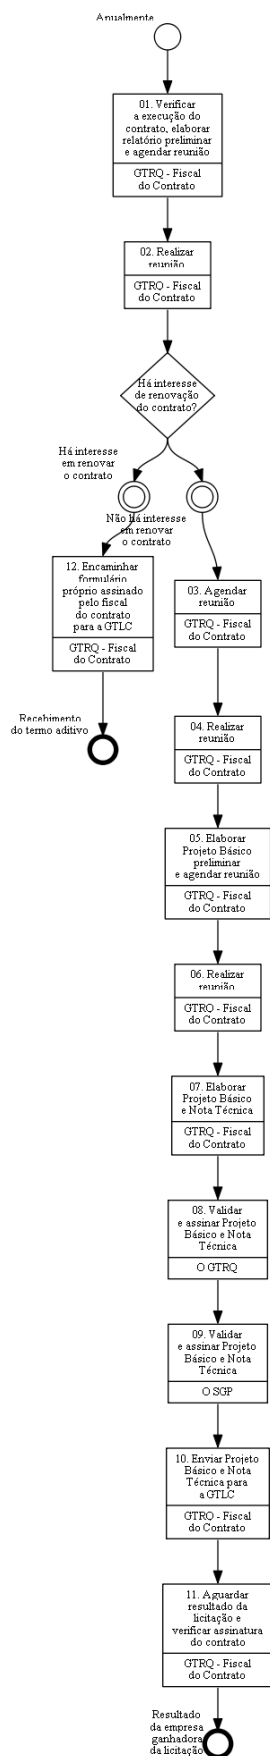 Anualmente
01. Verificar
a execução do
contrato, elaborar
relatório preliminar
e agendar reunião
GTRQ - Fiscal
do Contrato
02. Realizar
reunião
GTRQ - Fiscal
do Contrato
Há interesse
de renovação
do contrato?
Há interesse
em renovar
o contrato
Não há interesse
em renovar
o contrato
12. Encaminhar
formulário
próprio assinado
pelo fiscal
do contrato
para a GTLC
GTRQ - Fiscal
do Contrato
Recebimento
do termo aditivo
03. Agendar
reunião
GTRQ - Fiscal
do Contrato
04. Realizar
reunião
GTRQ - Fiscal
do Contrato
05. Elaborar
Projeto Básico
preliminar
e agendar reunião
GTRQ - Fiscal
do Contrato
06. Realizar
reunião
GTRQ - Fiscal
do Contrato
07. Elaborar
Projeto Básico
e Nota Técnica
GTRQ - Fiscal
do Contrato
08. Validar
e assinar Projeto
Básico e Nota
Técnica
O GTRQ
09. Validar
e assinar Projeto
Básico e Nota
Técnica
O SGP
10. Enviar Projeto
Básico e Nota
Técnica para
a GTLC
GTRQ - Fiscal
do Contrato
11. Aguardar
resultado da
licitação e
verificar assinatura
do contrato
GTRQ - Fiscal
do Contrato
Resultado
da empresa
ganhadora
da licitação